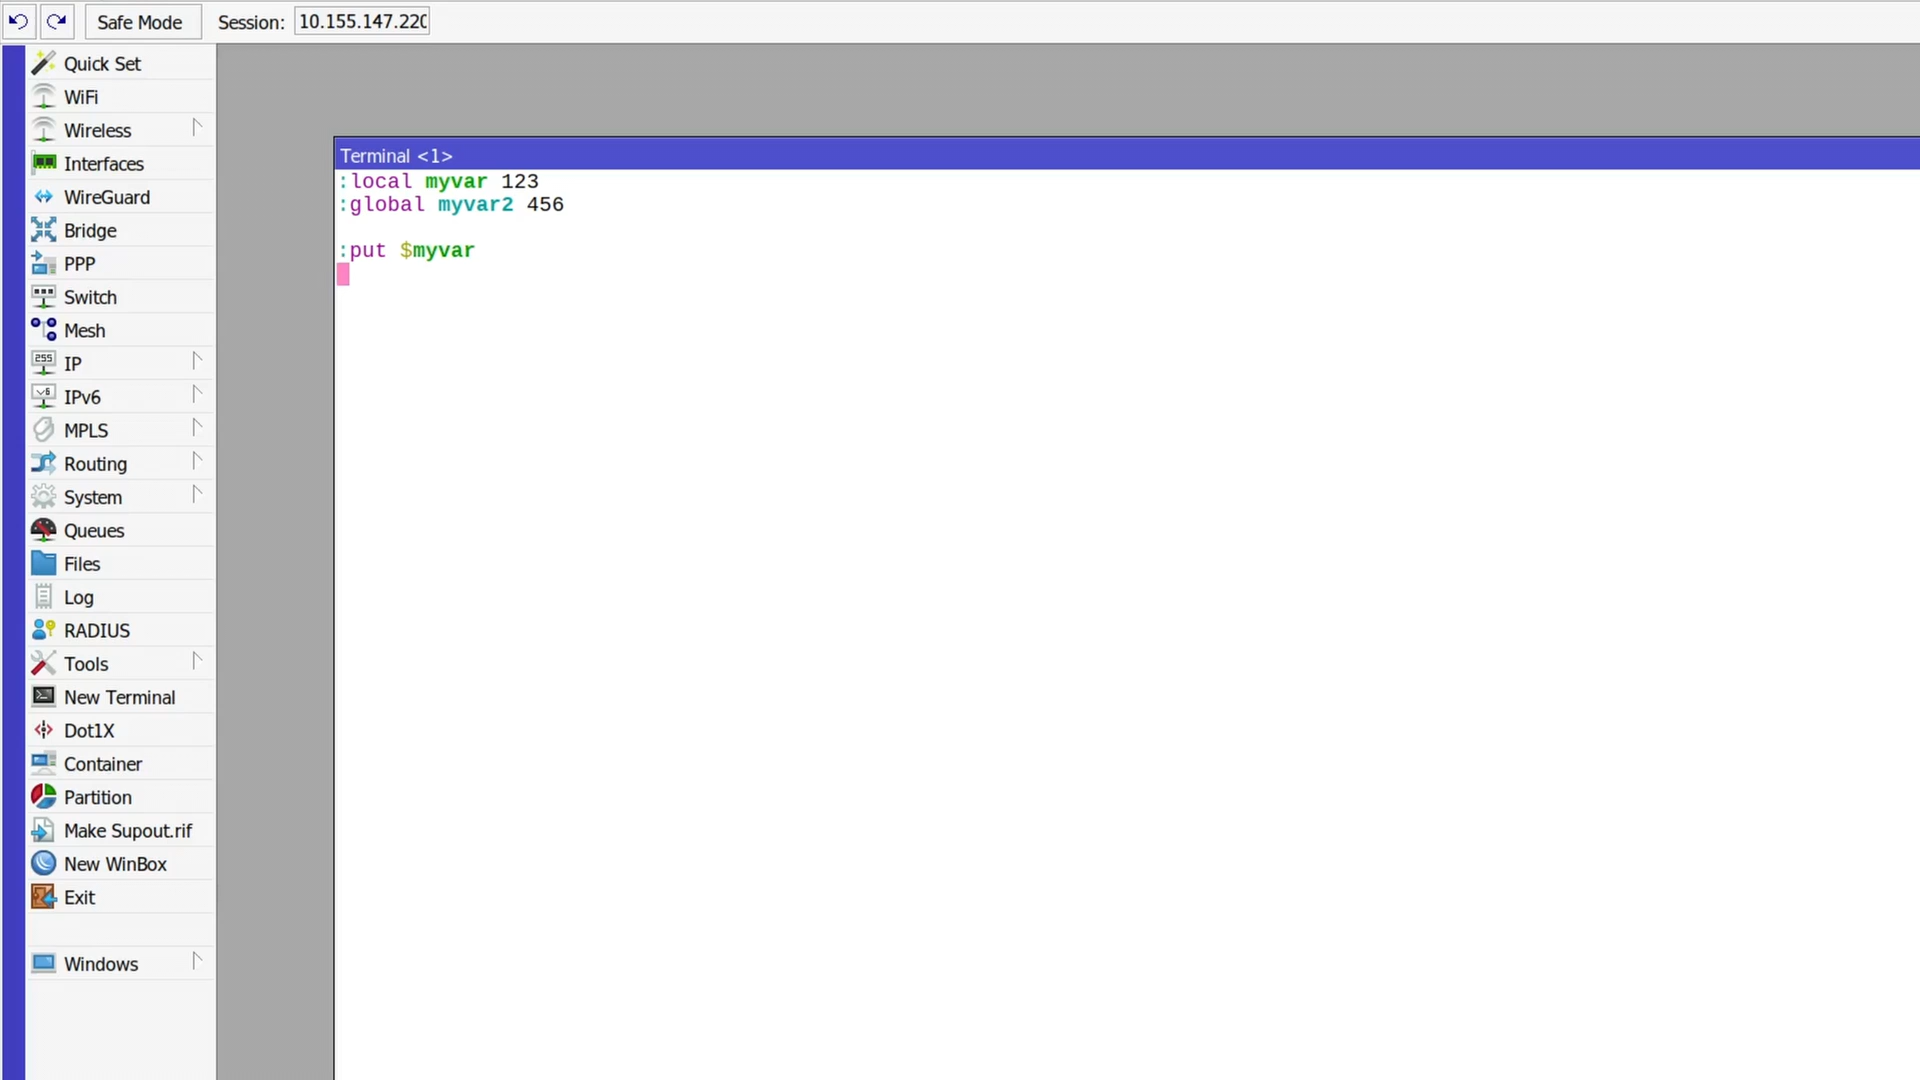 Safe Mode Session: 10.155.147.220
Quick Set
WiFi
Wireless
Interfaces
WireGuard
Bridge
PPP
Switch
Mesh
255 IP
v6 IPv6
MPLS
Routing
System
Queues
Files
Log
RADIUS
Tools
New Terminal
Dot1X
Container
Partition
Make Supout.rif
New WinBox
Exit
Windows
Terminal <1>
:local myvar 123
:global myvar2 456
:put $myvar